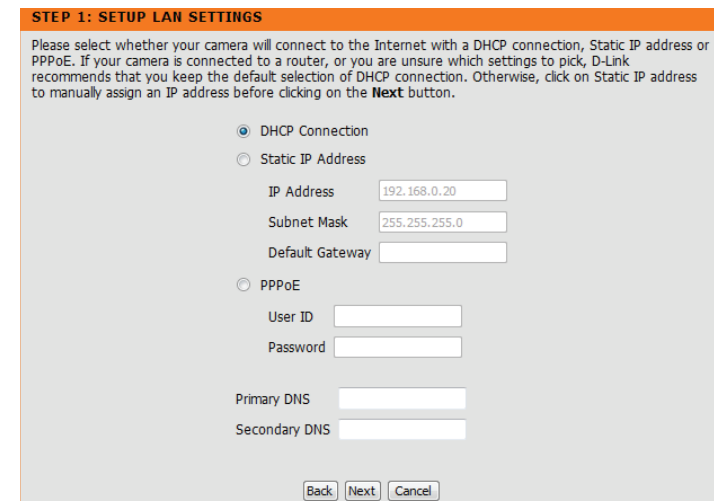 STEP 1: SETUP LAN SETTINGS
Please select whether your camera will connect to the Internet with a DHCP connection, Static IP address or
PPPoE. If your camera is connected to a router, or you are unsure which settings to pick, D-Link
recommends that you keep the default selection of DHCP connection. Otherwise, click on Static IP address
to manually assign an IP address before clicking on the Next button.
DHCP Connection
Static IP Address
IP Address 192.168.0.20
Subnet Mask 255.255.255.0
Default Gateway
PPPoE
User ID
Password
Primary DNS
Secondary DNS
Back Next Cancel